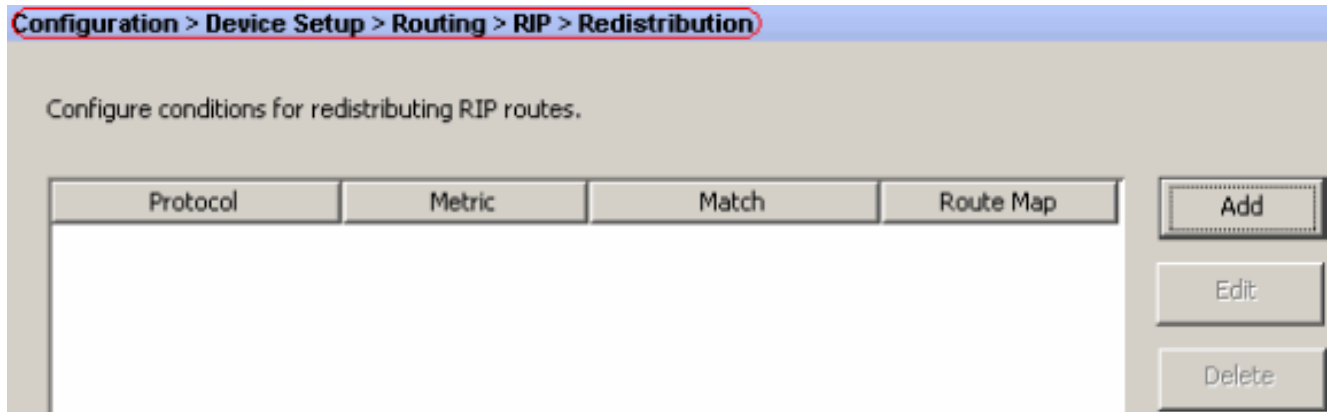 Configuration > Device Setup > Routing > RIP > Redistribution
Configure conditions for redistributing RIP routes.
Protocol Metric Match Route Map
Add
Edit
Delete